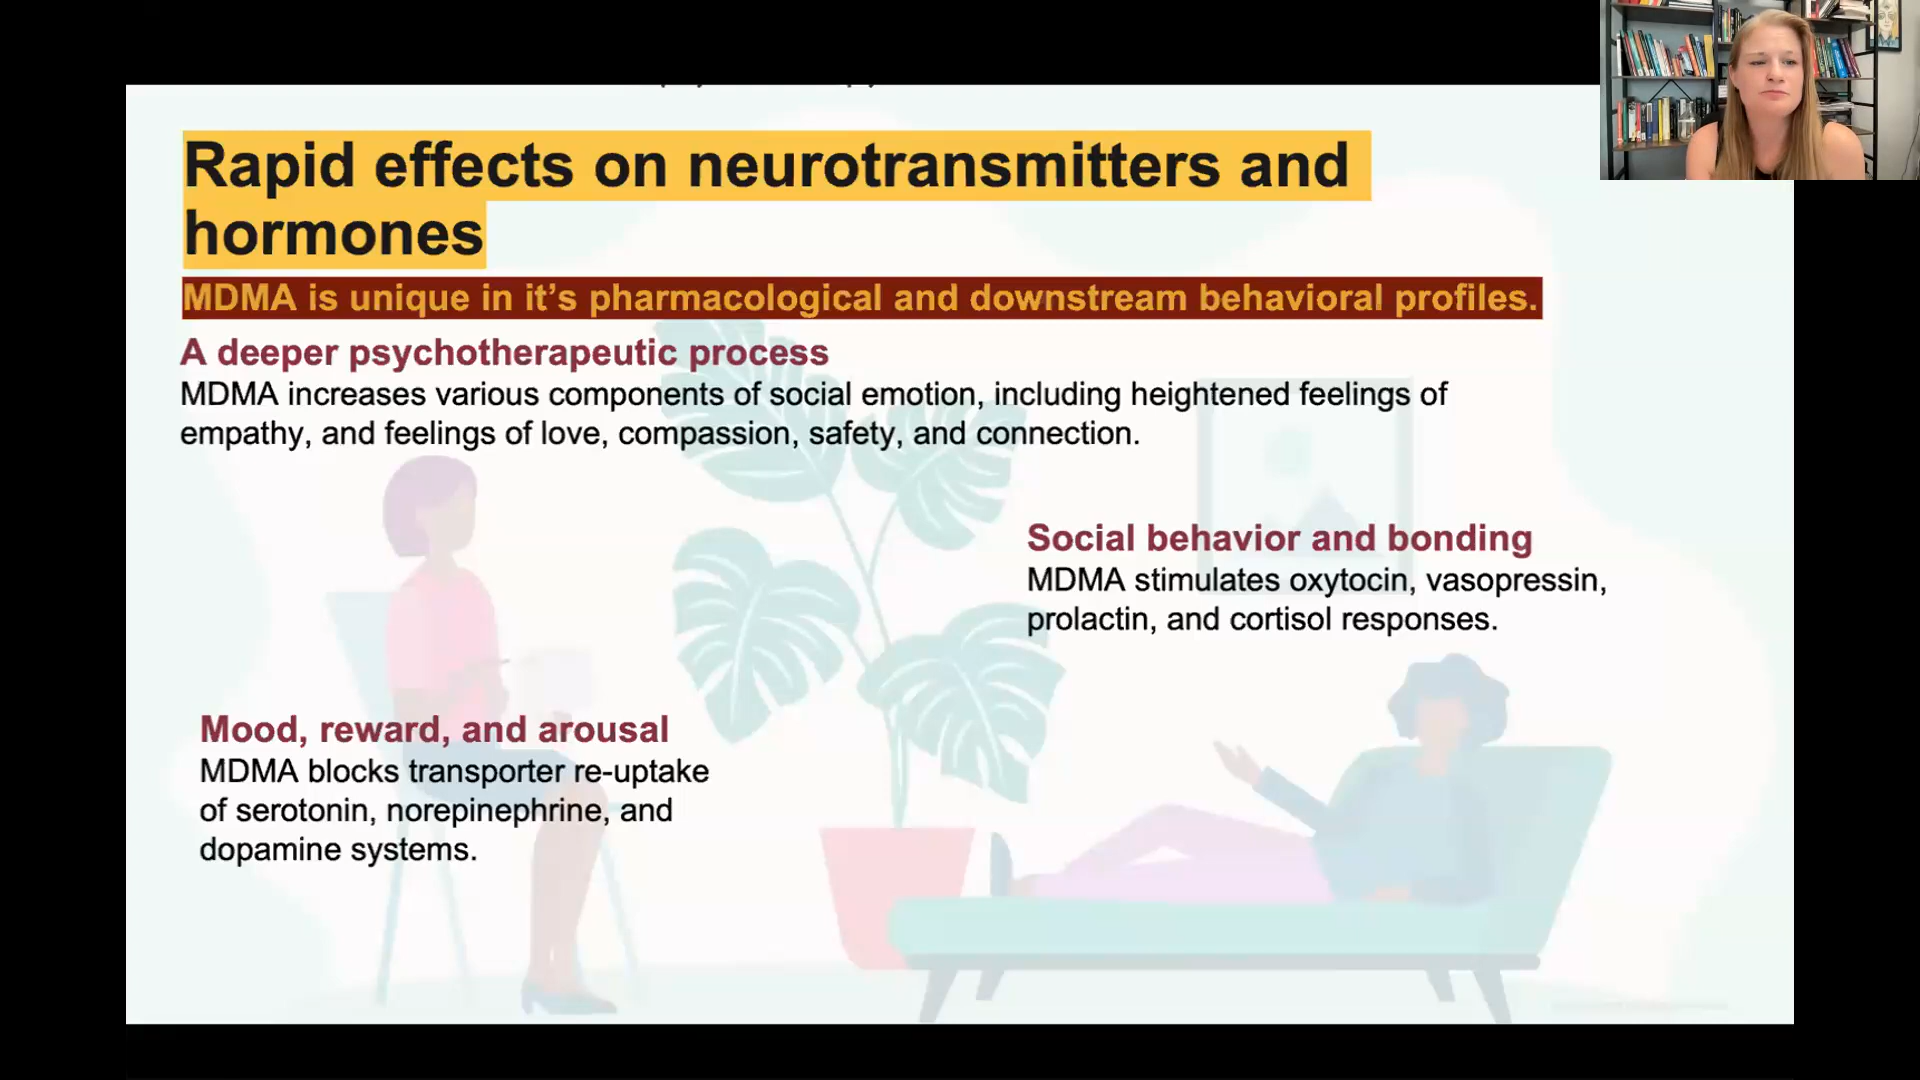 Rapid effects on neurotransmitters and
hormones
MDMA is unique in it's pharmacological and downstream behavioral profiles.
A deeper psychotherapeutic process
MDMA increases various components of social emotion, including heightened feelings of
empathy, and feelings of love, compassion, safety, and connection.
Social behavior and bonding
MDMA stimulates oxytocin, vasopressin,
prolactin, and cortisol responses.
Mood, reward, and arousal
MDMA blocks transporter re-uptake
of serotonin, norepinephrine, and
dopamine systems.